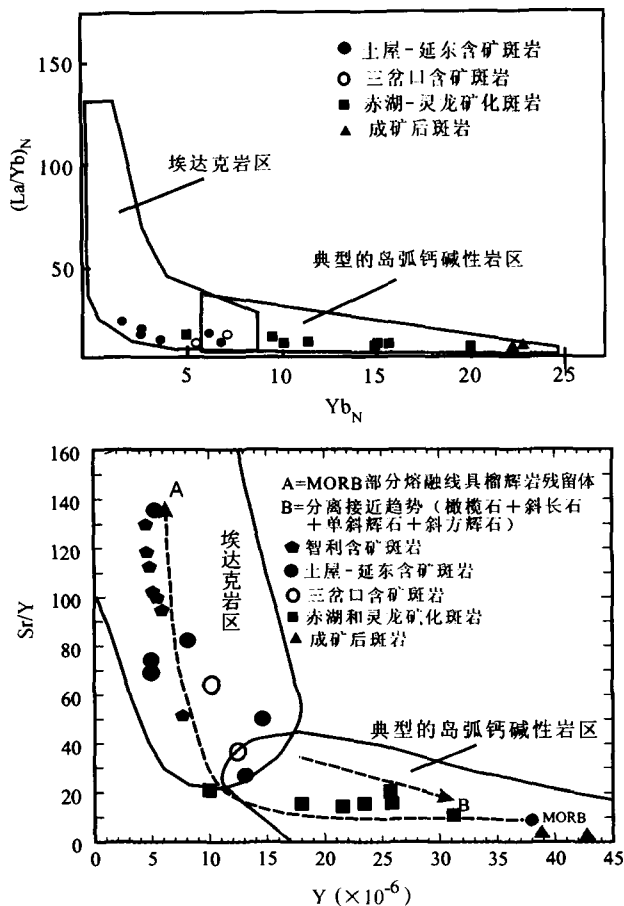 150
100
50
(La/Yb)N
土屋-延东含矿斑岩
三岔口含矿斑岩
赤湖-灵龙矿化斑岩
成矿后斑岩
埃达克岩区
典型的岛弧钙碱性岩区
5
10
15
20
25
YbN
160
140
120
100
80
60
40
20
0
Sr/Y
A
埃达克岩区
A=MORB部分熔融线具榴辉岩残留体
B=分离接近趋势（橄榄石+斜长石
+单斜辉石+斜方辉石）
智利含矿斑岩
土屋-延东含矿斑岩
三岔口含矿斑岩
赤湖和灵龙矿化斑岩
成矿后斑岩
典型的岛弧钙碱性岩区
B
MORB
0
5
10
15
20
25
30
35
40
45
Y (×10-6)